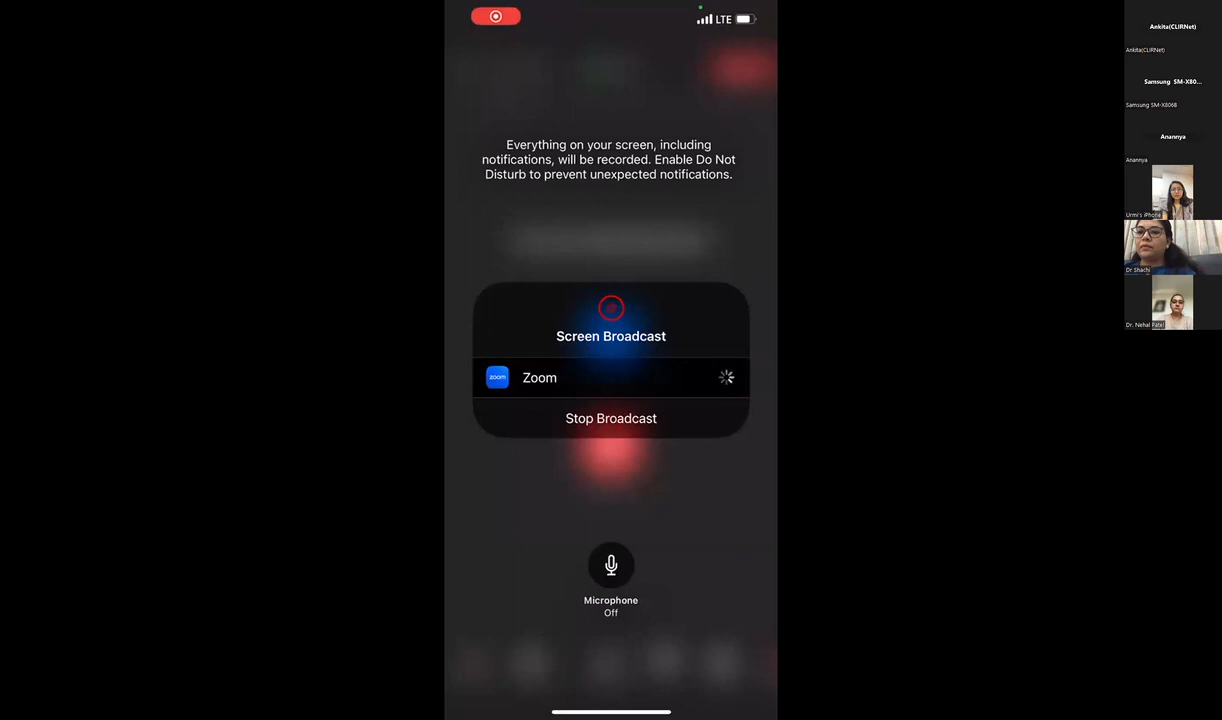 LTE
Everything on your screen, including
notifications, will be recorded. Enable Do Not
Disturb to prevent unexpected notifications.
Screen Broadcast
zoom
Zoom
Stop Broadcast
Microphone
Off
Ankita(CLIRNet)
Ankita(CLIRNet)
Samsung SM-X80...
Samsung SM-X806B
Anannya
Anannya
Urmi's iPhone
Dr Shachi
Dr. Nehal Patel